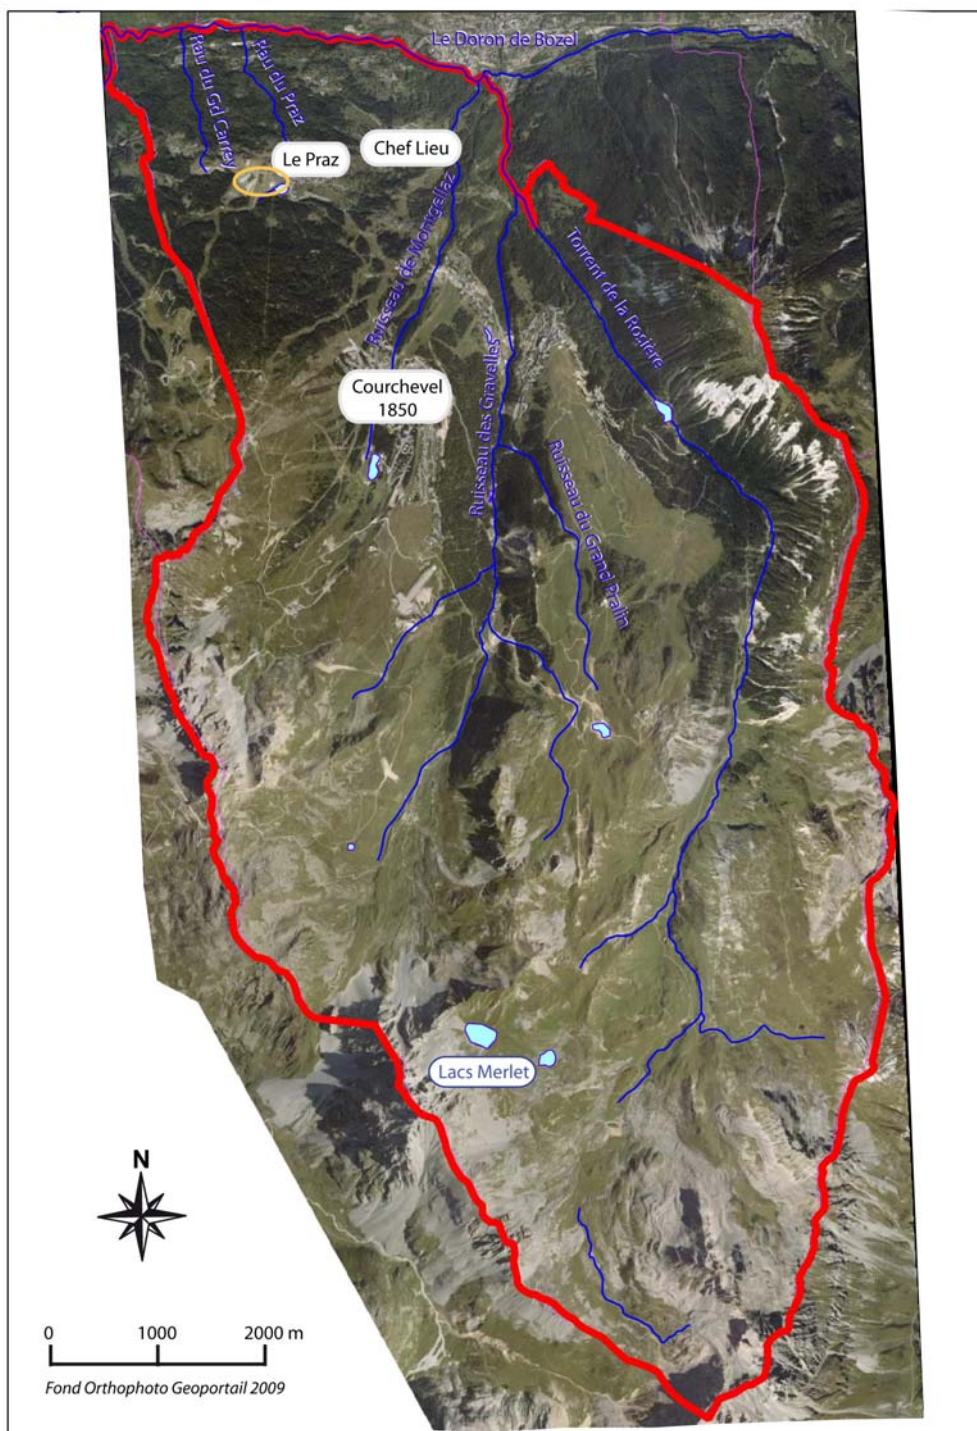 Le Doron de Bozel
Rau du Gd Carrey
Rau du Praz
Le Praz
Chef Lieu
Ruisseau de Montgellaz
Torrent de la Rosière
Courchevel
1850
Ruisseau des Gravelles
Ruisseau du Grand Pralin
Lacs Merlet
N
0 1000 2000 m
Fond Orthophoto Geoportail 2009